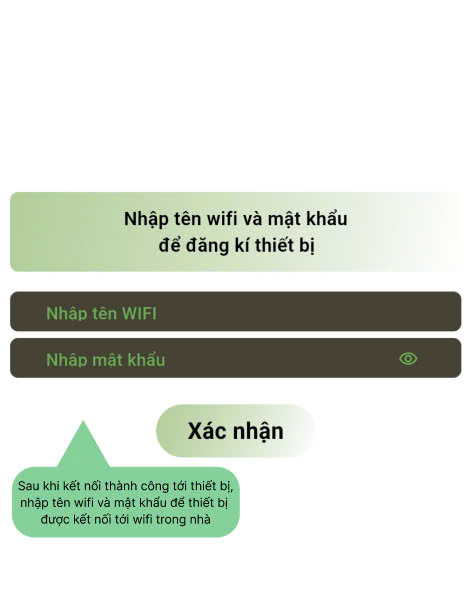 Nhập tên wifi và mật khẩu
để đăng kí thiết bị
Nhập tên WIFI
Nhập mật khẩu
Xác nhận
Sau khi kết nối thành công tới thiết bị,
nhập tên wifi và mật khẩu để thiết bị
được kết nối tới wifi trong nhà